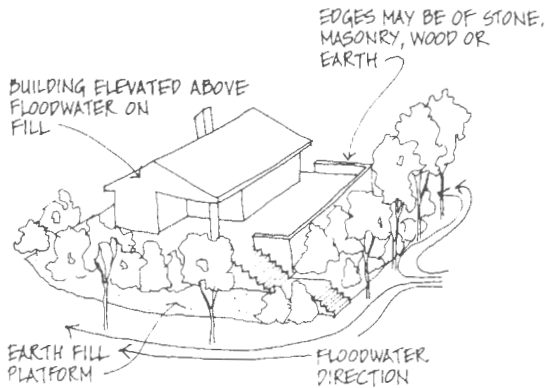 EDGES MAY BE OF STONE,
MASONRY, WOOD OR
EARTH
BUILDING ELEVATED ABOVE
FLOODWATER ON
FILL
EARTH FILL
PLATFORM
FLOODWATER
DIRECTION